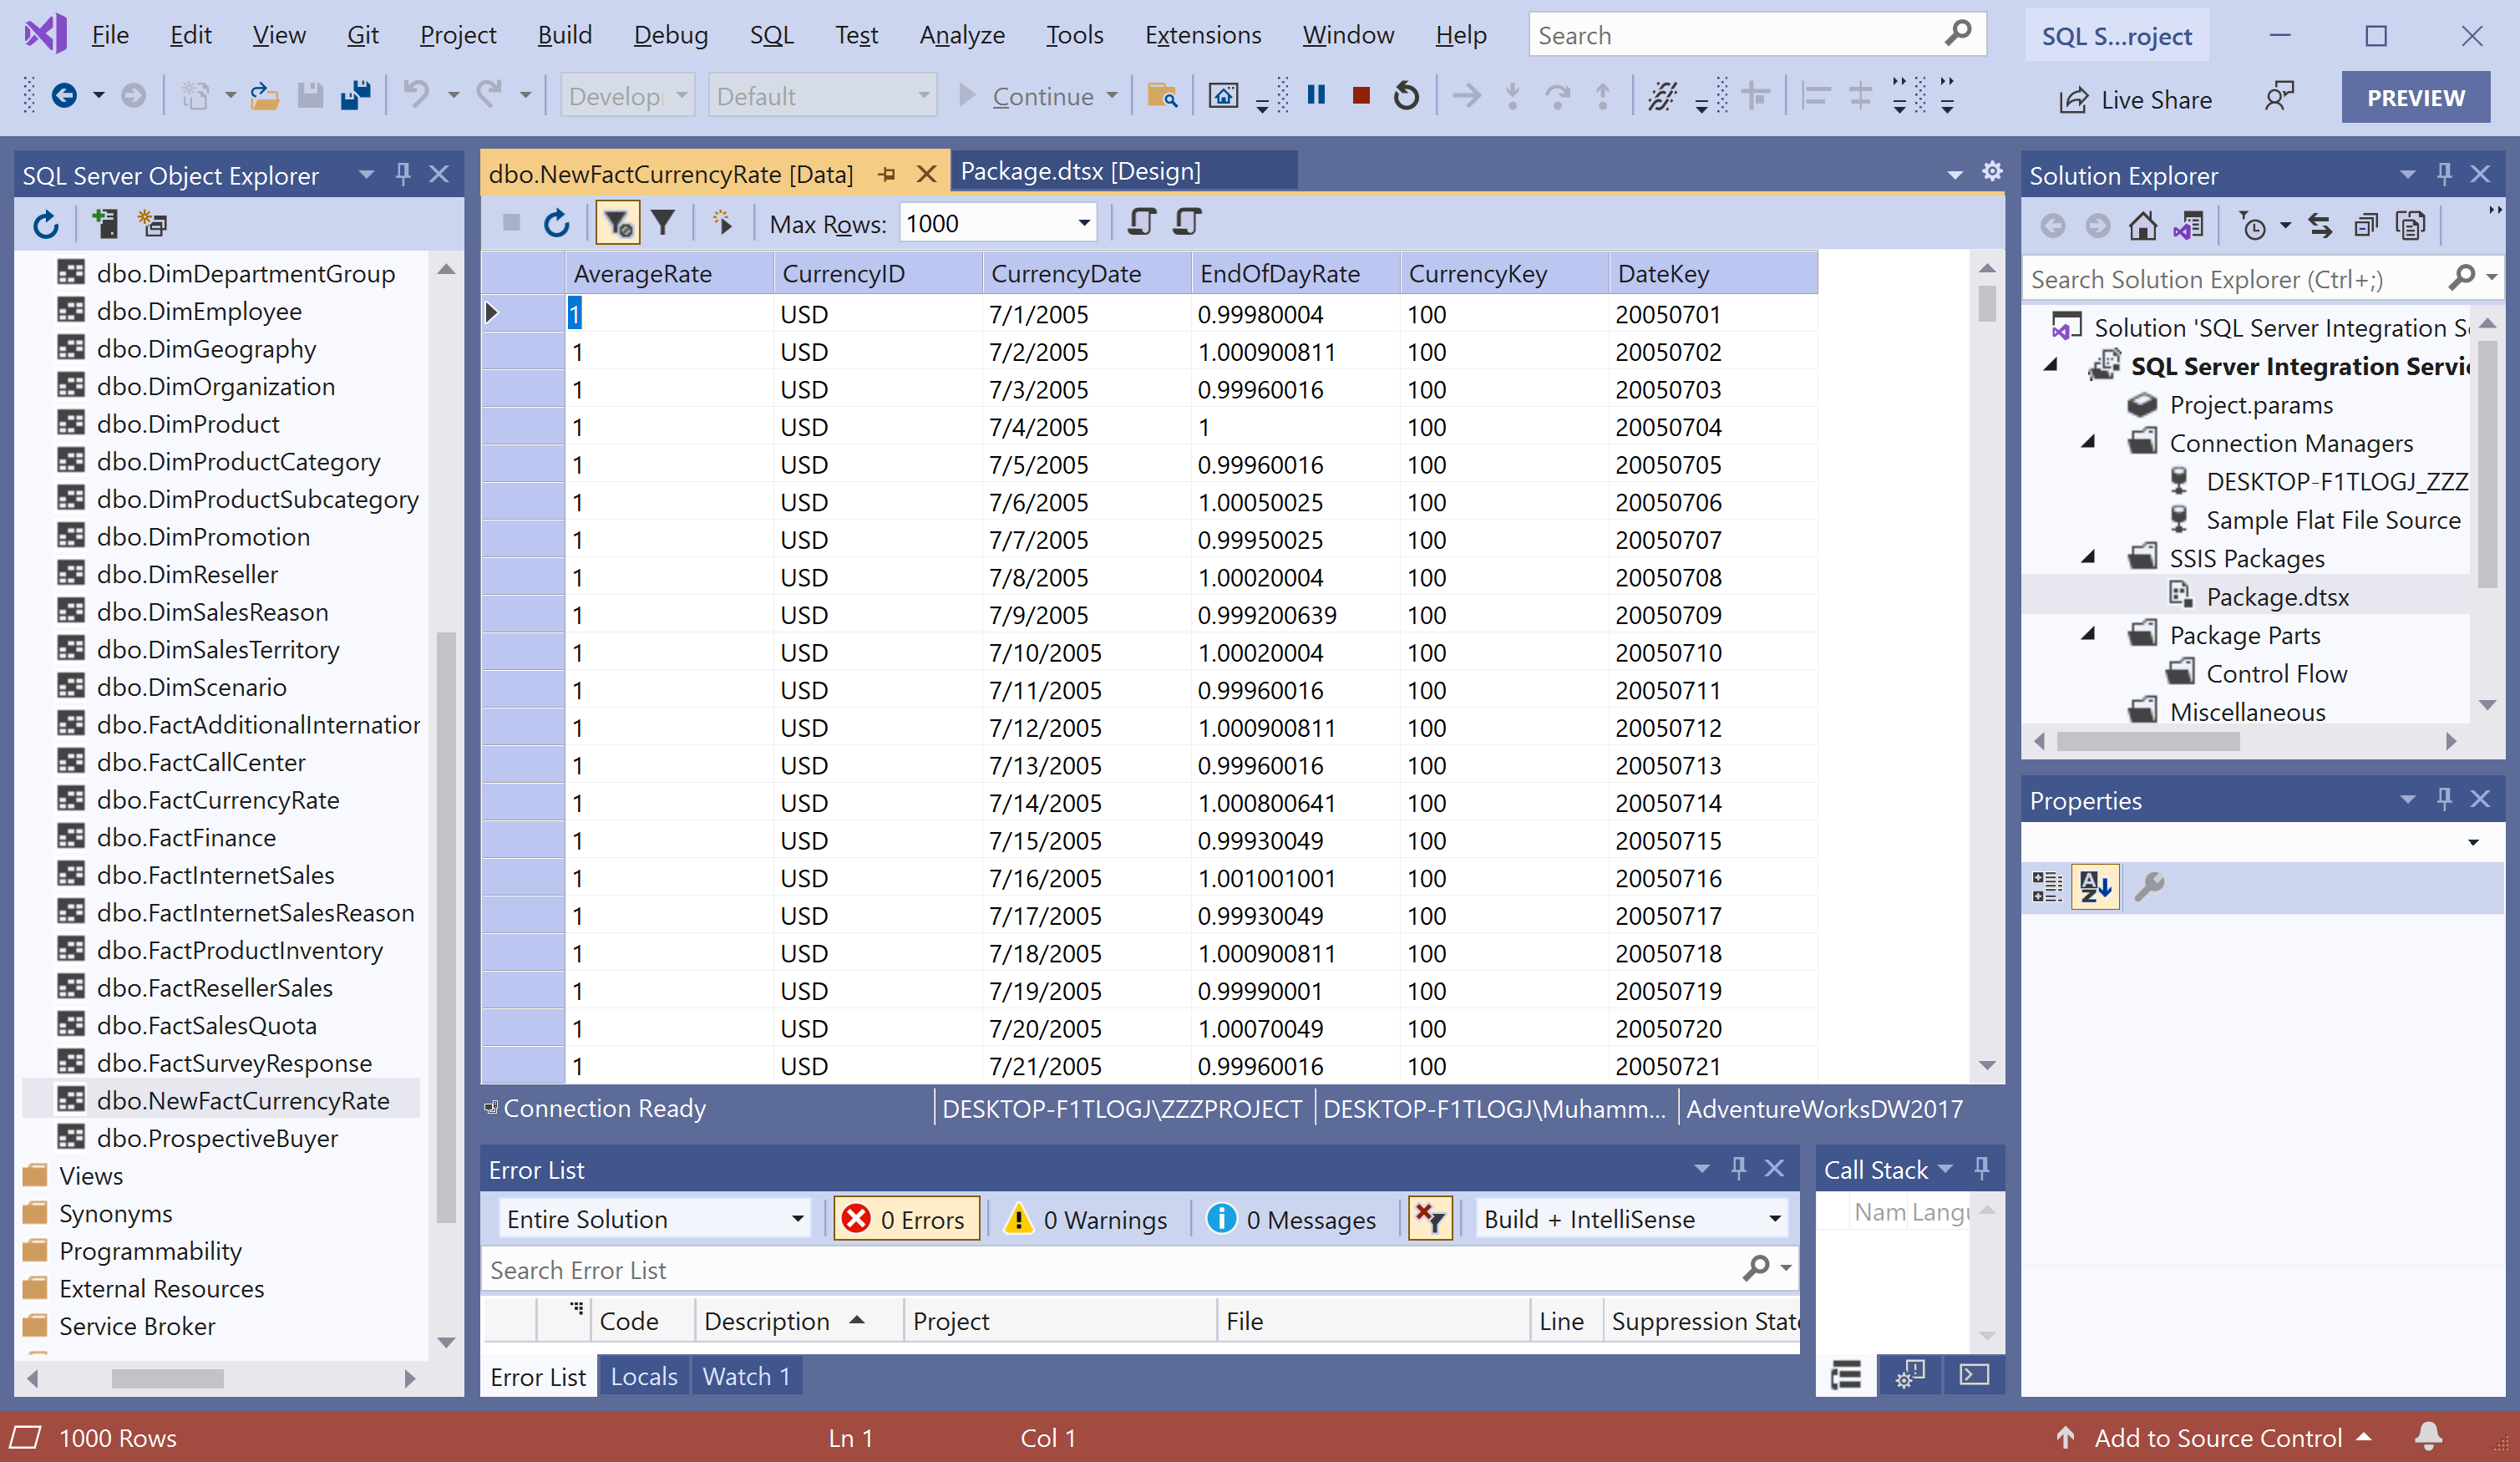 File Edit View Git Project Build Debug SQL Test Analyze Tools Extensions Window Help Search SQL S...roject
Develop Default Continue Live Share PREVIEW
SQL Server Object Explorer
dbo.DimDepartmentGroup
dbo.DimEmployee
dbo.DimGeography
dbo.DimOrganization
dbo.DimProduct
dbo.DimProductCategory
dbo.DimProductSubcategory
dbo.DimPromotion
dbo.DimReseller
dbo.DimSalesReason
dbo.DimSalesTerritory
dbo.DimScenario
dbo.FactAdditionalInternation
dbo.FactCallCenter
dbo.FactCurrencyRate
dbo.FactFinance
dbo.FactInternetSales
dbo.FactInternetSalesReason
dbo.FactProductInventory
dbo.FactResellerSales
dbo.FactSalesQuota
dbo.FactSurveyResponse
dbo.NewFactCurrencyRate
dbo.ProspectiveBuyer
Views
Synonyms
Programmability
External Resources
Service Broker
dbo.NewFactCurrencyRate [Data] Package.dtsx [Design]
Max Rows: 1000
AverageRate CurrencyID CurrencyDate EndOfDayRate CurrencyKey DateKey
1 USD 7/1/2005 0.99980004 100 20050701
1 USD 7/2/2005 1.000900811 100 20050702
1 USD 7/3/2005 0.99960016 100 20050703
1 USD 7/4/2005 1 100 20050704
1 USD 7/5/2005 0.99960016 100 20050705
1 USD 7/6/2005 1.00050025 100 20050706
1 USD 7/7/2005 0.99950025 100 20050707
1 USD 7/8/2005 1.00020004 100 20050708
1 USD 7/9/2005 0.999200639 100 20050709
1 USD 7/10/2005 1.00020004 100 20050710
1 USD 7/11/2005 0.99960016 100 20050711
1 USD 7/12/2005 1.000900811 100 20050712
1 USD 7/13/2005 0.99960016 100 20050713
1 USD 7/14/2005 1.000800641 100 20050714
1 USD 7/15/2005 0.99930049 100 20050715
1 USD 7/16/2005 1.001001001 100 20050716
1 USD 7/17/2005 0.99930049 100 20050717
1 USD 7/18/2005 1.000900811 100 20050718
1 USD 7/19/2005 0.99990001 100 20050719
1 USD 7/20/2005 1.00070049 100 20050720
1 USD 7/21/2005 0.99960016 100 20050721
Connection Ready DESKTOP-F1TLOGJ\ZZZPROJECT DESKTOP-F1TLOGJ\Muhamm... AdventureWorksDW2017
Error List
Entire Solution 0 Errors 0 Warnings 0 Messages Build + IntelliSense
Search Error List
Code Description Project File Line Suppression State
Error List Locals Watch 1
Call Stack
Nam Langu
Solution Explorer
Search Solution Explorer (Ctrl+;)
Solution 'SQL Server Integration Se
SQL Server Integration Servi
Project.params
Connection Managers
DESKTOP-F1TLOGJ_ZZZ
Sample Flat File Source
SSIS Packages
Package.dtsx
Package Parts
Control Flow
Miscellaneous
Properties
1000 Rows Ln 1 Col 1 Add to Source Control